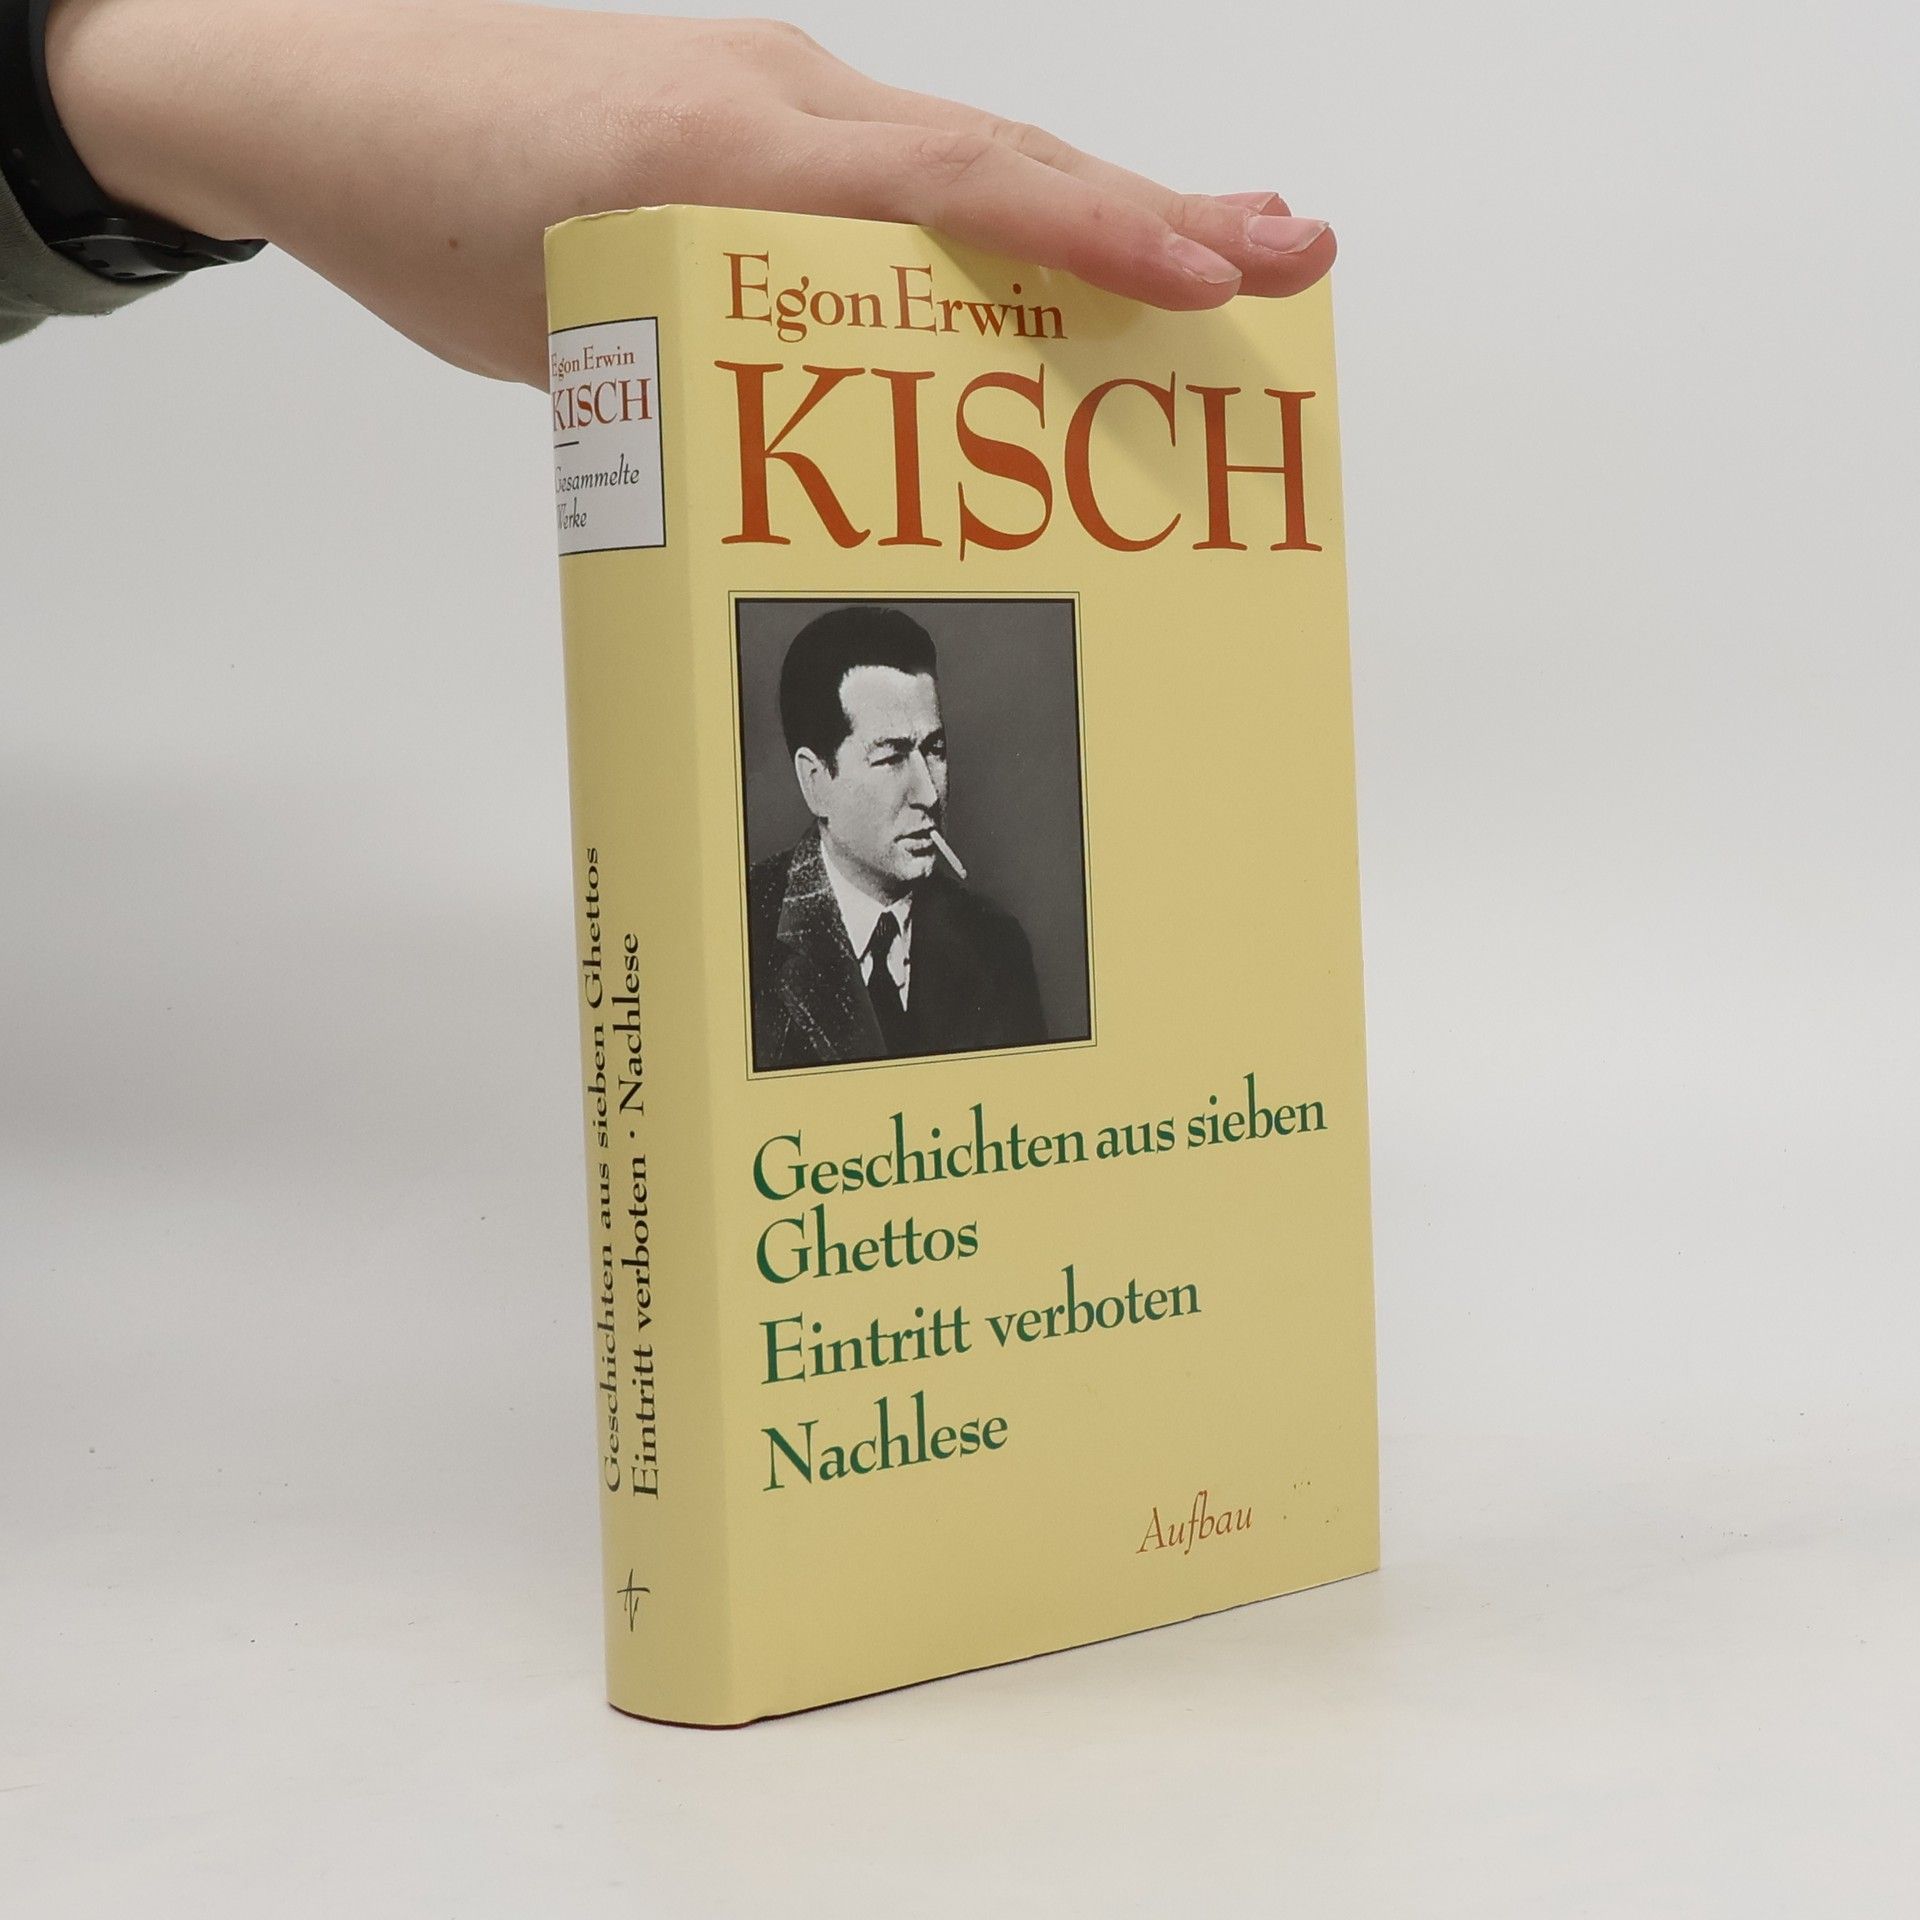 Egon Erwin
KISCH
Geschichten aus sieben
Ghettos
Eintritt verboten
Nachlese
Aufbau
Egon Erwin
KISCH
Gesammelte
Werke
Geschichten aus sieben Ghettos
Eintritt verboten · Nachlese